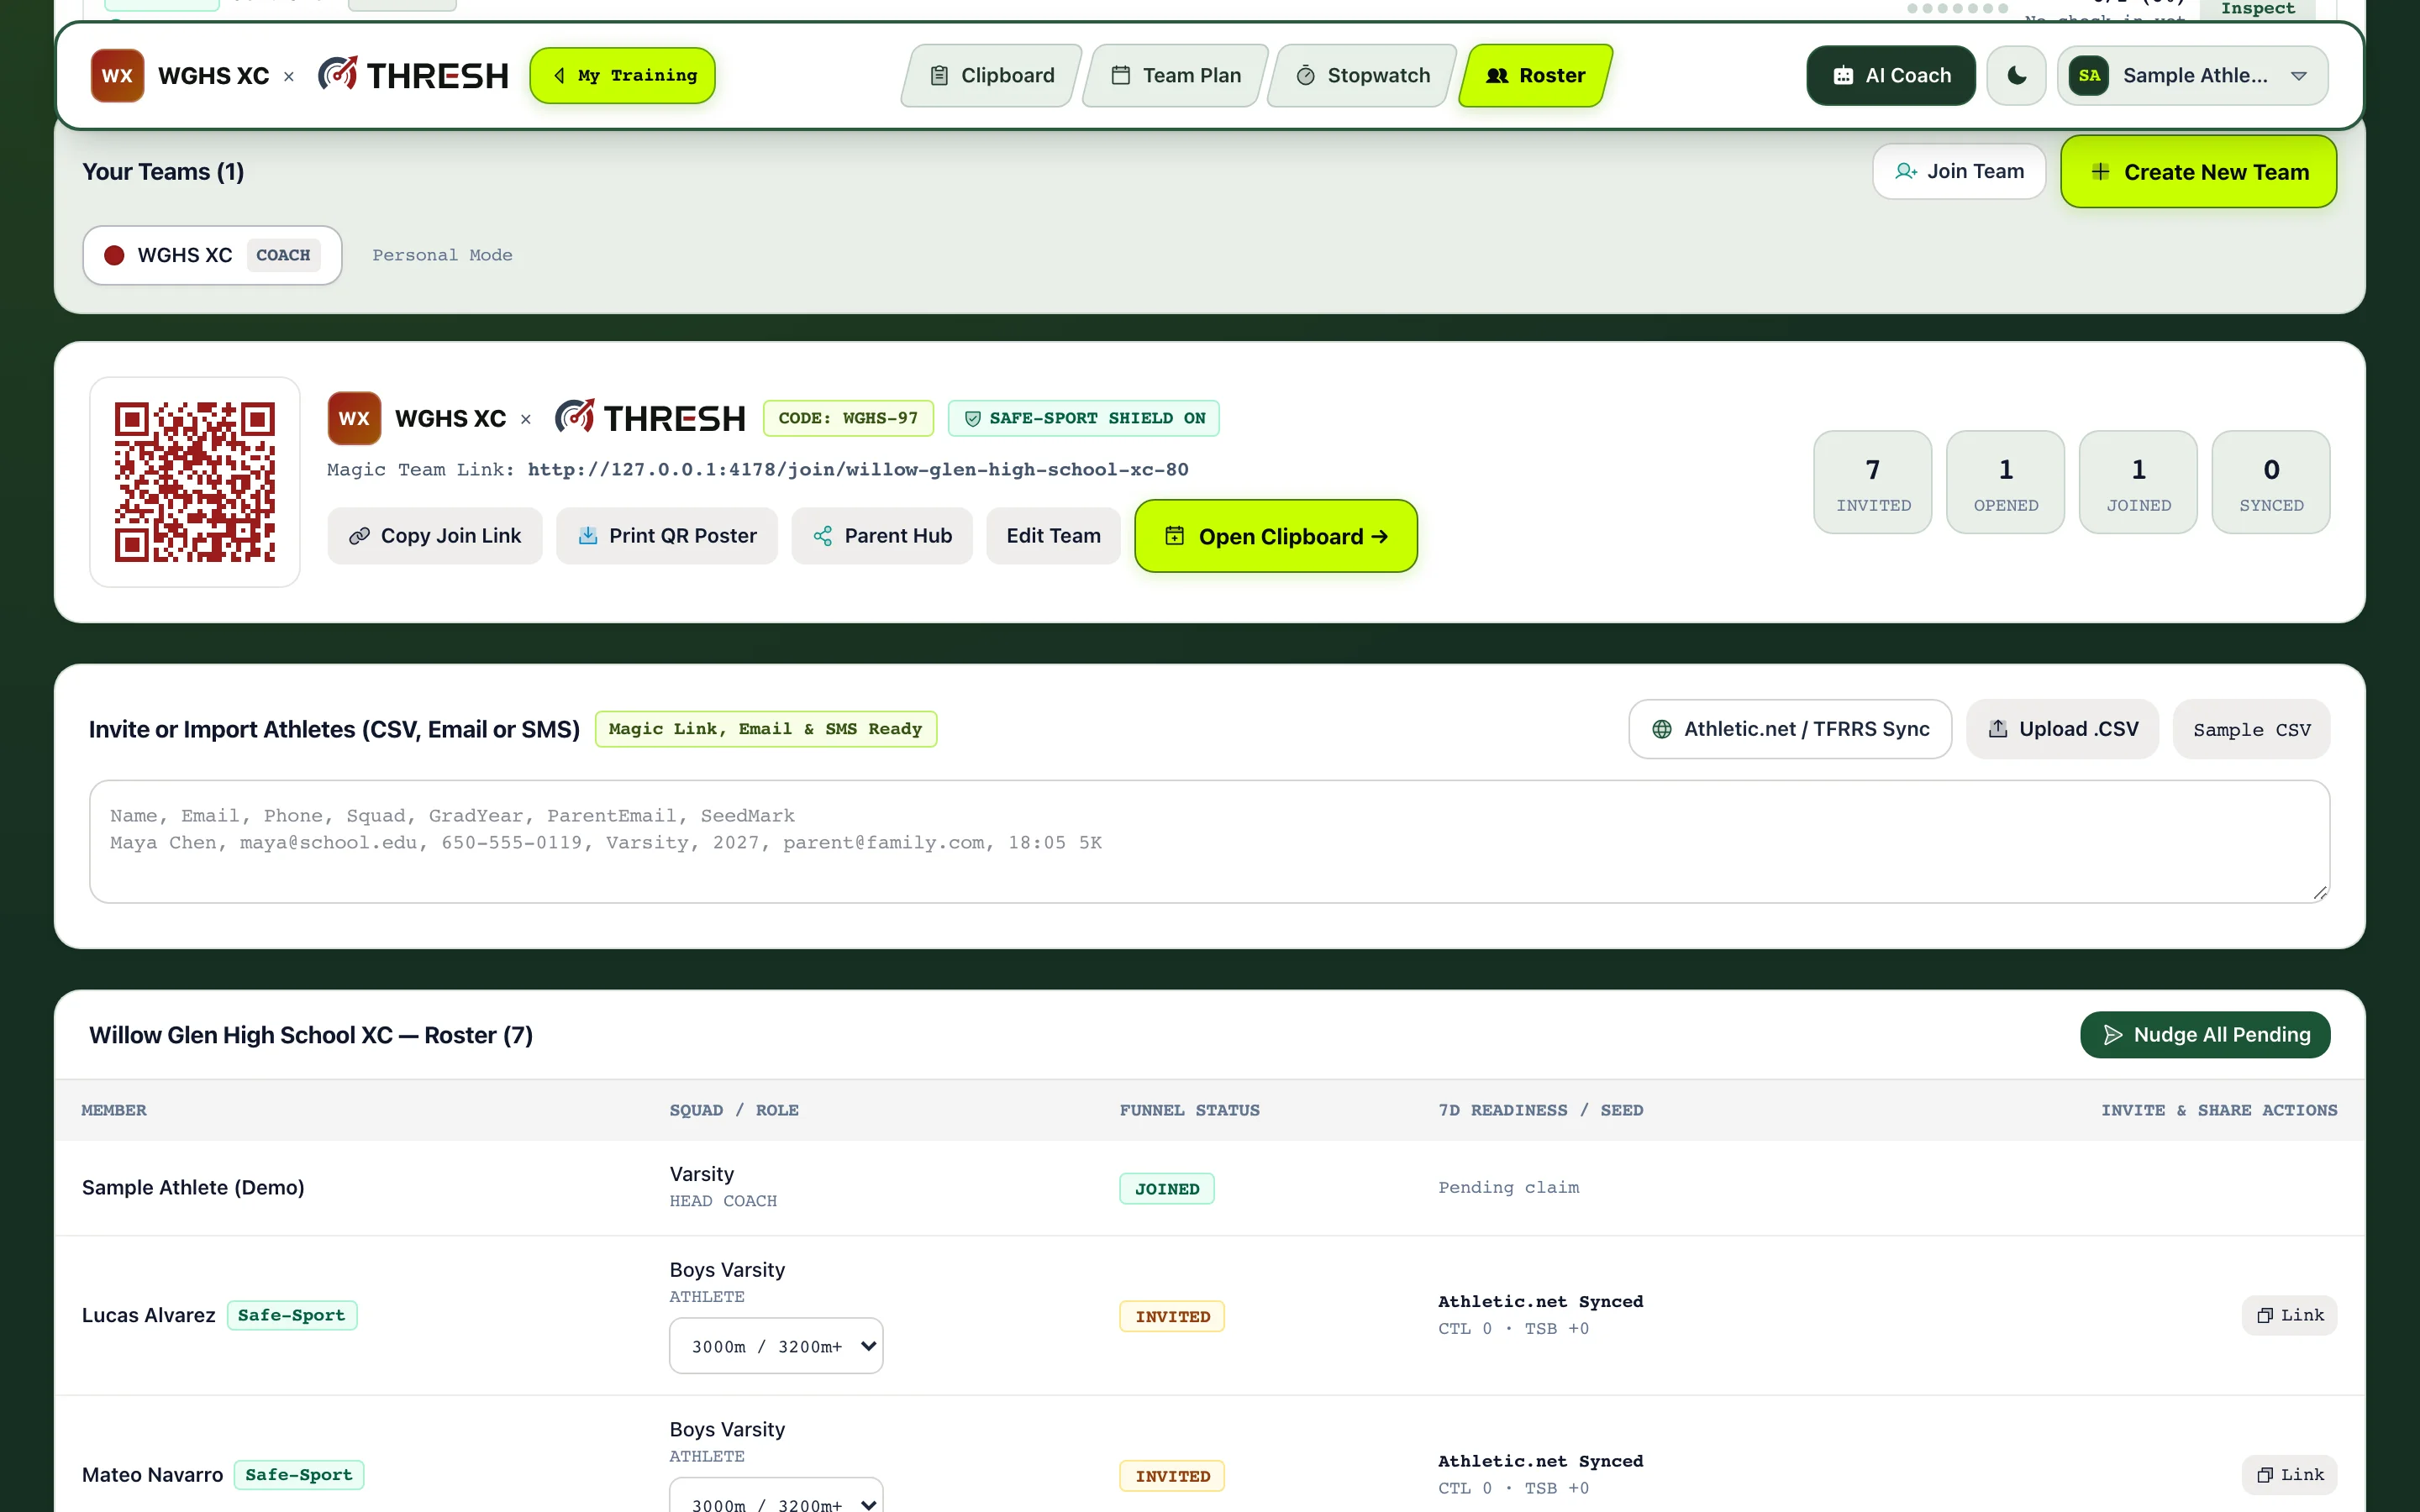 Inspect
WX WGHS XC × THRESH My Training Clipboard Team Plan Stopwatch Roster AI Coach SA Sample Athle...
Your Teams (1) Join Team Create New Team
WGHS XC COACH Personal Mode
WX WGHS XC × THRESH CODE: WGHS-97 SAFE-SPORT SHIELD ON
Magic Team Link: http://127.0.0.1:4178/join/willow-glen-high-school-xc-80
Copy Join Link Print QR Poster Parent Hub Edit Team Open Clipboard →
7 1 1 0
INVITED OPENED JOINED SYNCED
Invite or Import Athletes (CSV, Email or SMS) Magic Link, Email & SMS Ready Athletic.net / TFRRS Sync Upload .CSV Sample CSV
Name, Email, Phone, Squad, GradYear, ParentEmail, SeedMark
Maya Chen, maya@school.edu, 650-555-0119, Varsity, 2027, parent@family.com, 18:05 5K
Willow Glen High School XC — Roster (7) Nudge All Pending
MEMBER SQUAD / ROLE FUNNEL STATUS 7D READINESS / SEED INVITE & SHARE ACTIONS
Sample Athlete (Demo) Varsity
HEAD COACH JOINED Pending claim
Boys Varsity
ATHLETE
Lucas Alvarez Safe-Sport 3000m / 3200m+ INVITED Athletic.net Synced
CTL 0 · TSB +0 Link
Boys Varsity
ATHLETE
Mateo Navarro Safe-Sport 3000m / 3200m+ INVITED Athletic.net Synced
CTL 0 · TSB +0 Link